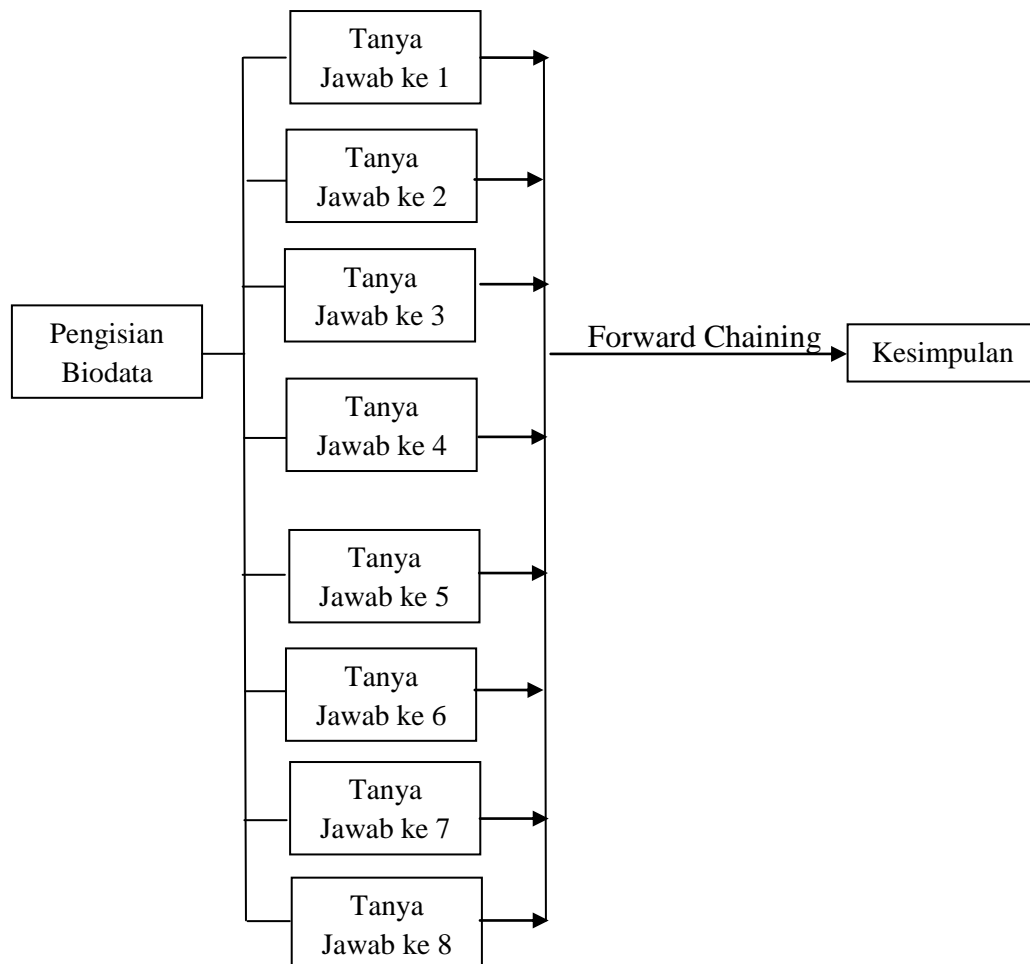 Tanya
Jawab ke 1
Tanya
Jawab ke 2
Tanya
Jawab ke 3
Pengisian
Biodata
Forward Chaining
Kesimpulan
Tanya
Jawab ke 4
Tanya
Jawab ke 5
Tanya
Jawab ke 6
Tanya
Jawab ke 7
Tanya
Jawab ke 8